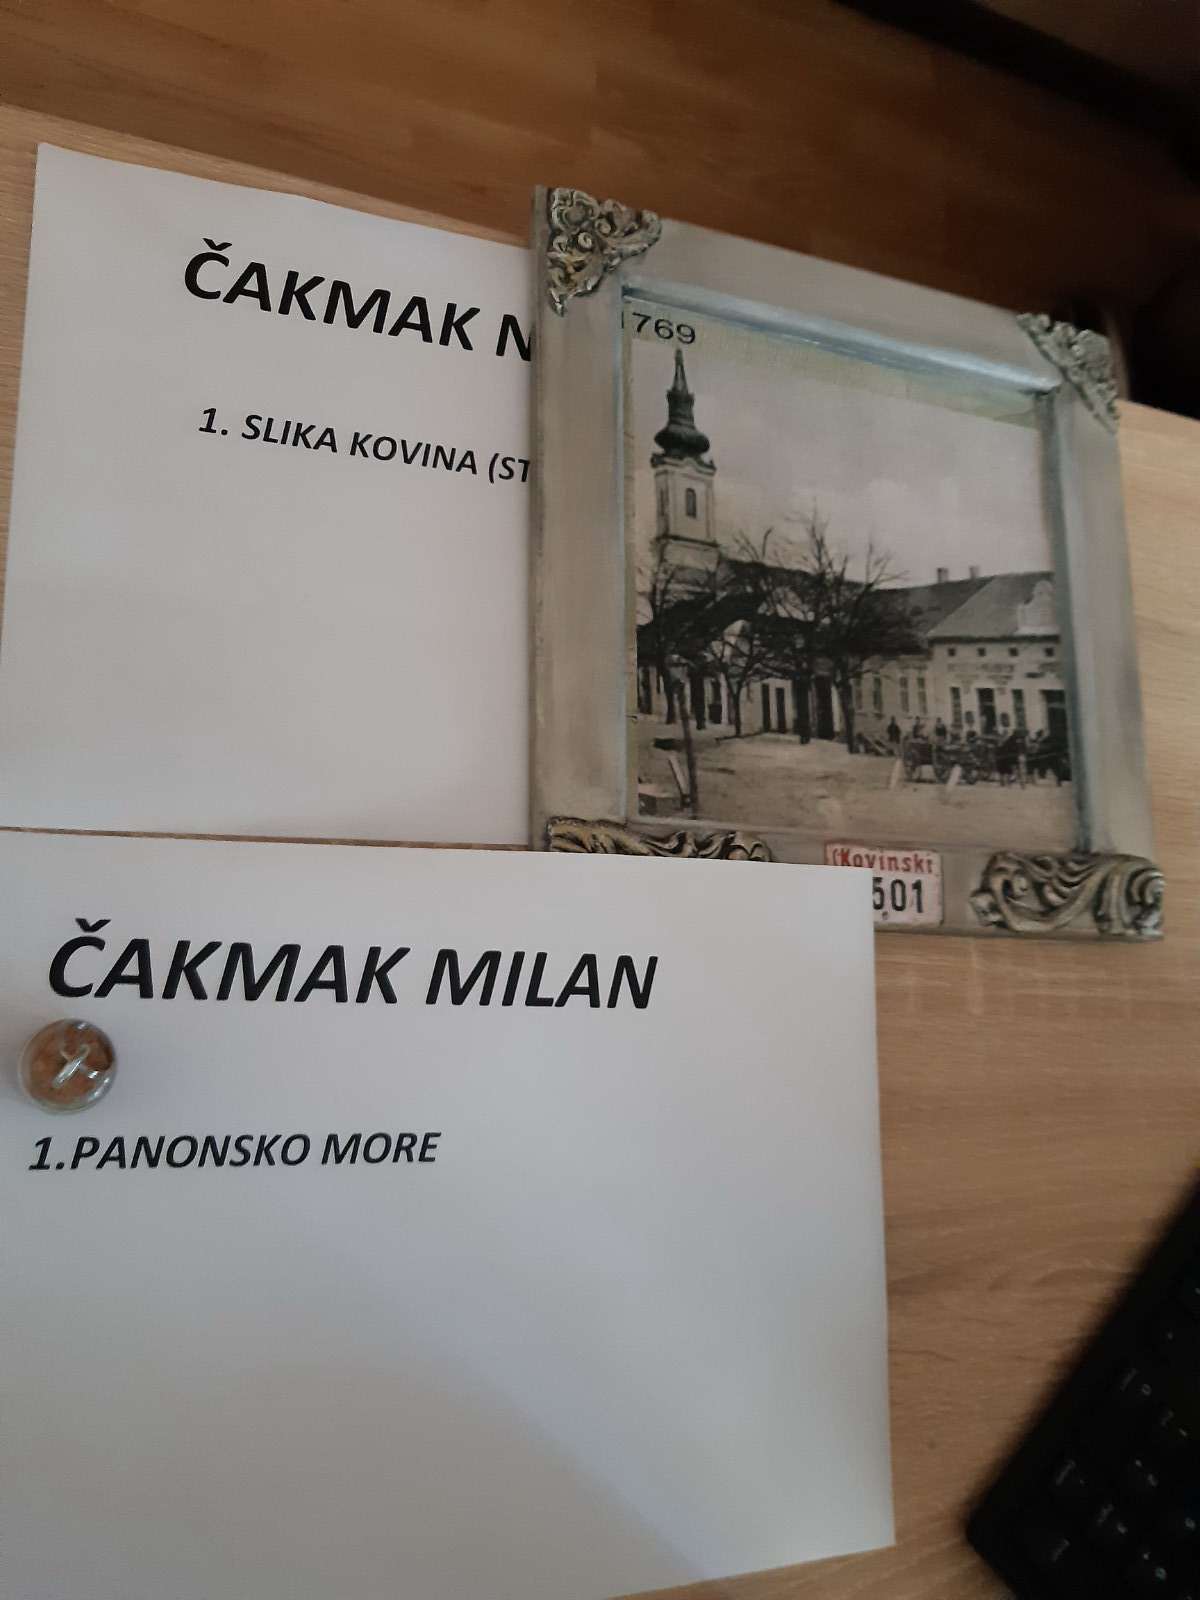 ČAKMAK
1. SLIKA KOVINA (ST
1769
Kovinski
501
ČAKMAK MILAN
1.PANONSKO MORE